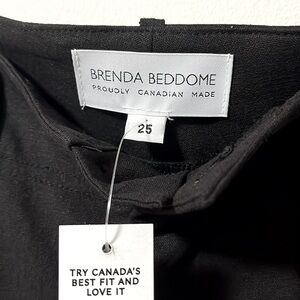 BRENDA BEDDOME
PROUDLY CANADIAN MADE
25
TRY CANADA'S
BEST FIT AND
LOVE IT